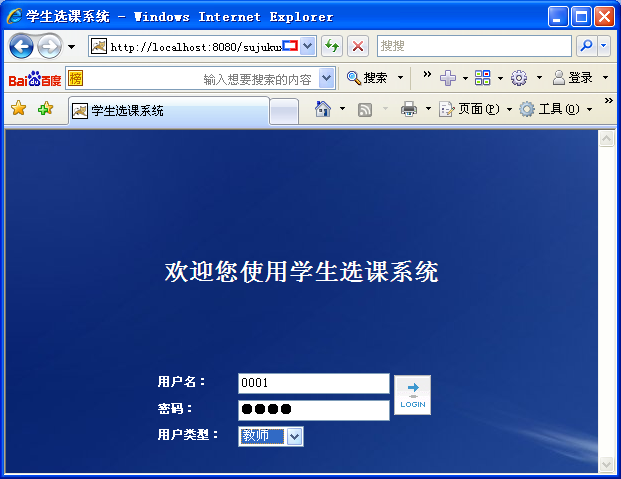 学生选课系统 - Windows Internet Explorer
http://localhost:8080/sujuku
搜搜
Bai百度
榜
输入想要搜索的内容
搜索
»
登录
学生选课系统
页面(P)
工具(O)
»
欢迎您使用学生选课系统
用户名：
0001
密码：
●●●●
LOGIN
用户类型：
教师